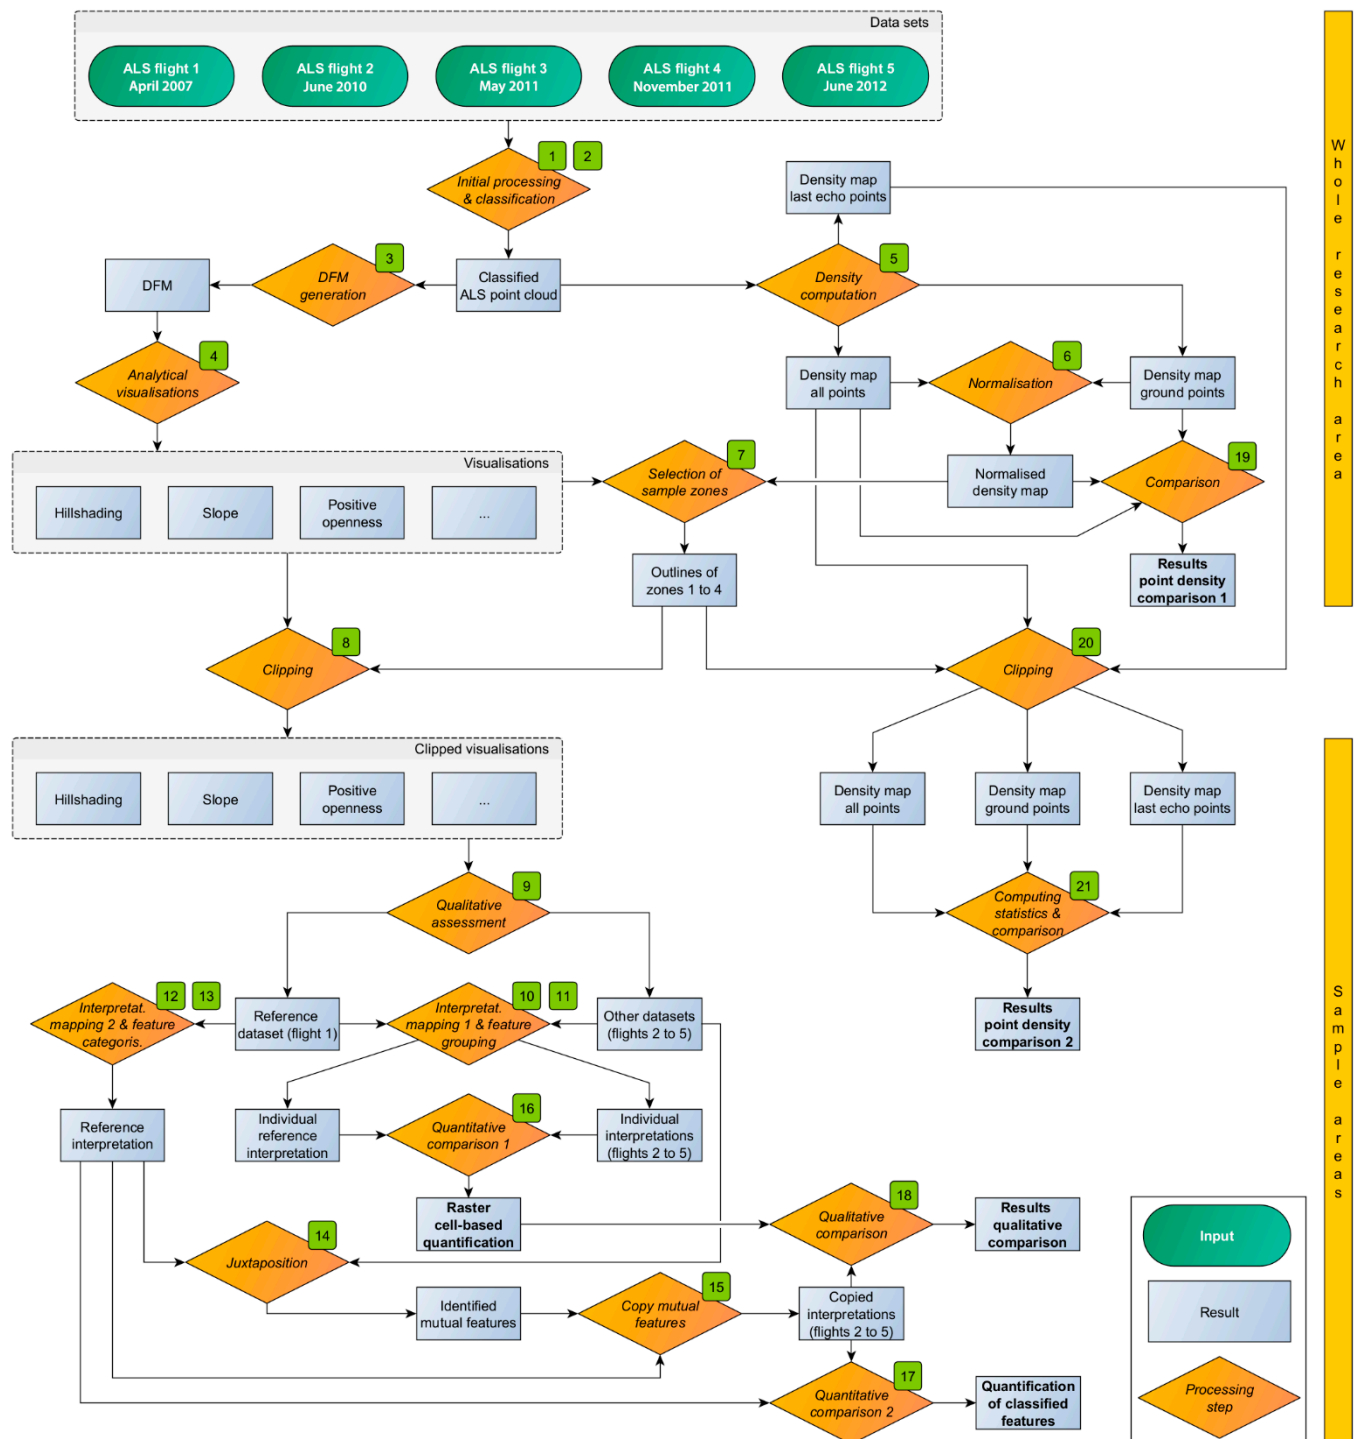 Data sets
ALS flight 1
April 2007
ALS flight 2
June 2010
ALS flight 3
May 2011
ALS flight 4
November 2011
ALS flight 5
June 2012
1
2
Initial processing
& classification
Density map
last echo points
3
DFM
generation
DFM
Classified
ALS point cloud
5
Density
computation
4
Analytical
visualisations
Density map
all points
6
Normalisation
Density map
ground points
Whole research area
Visualisations
Hillshading
Slope
Positive
openness
...
7
Selection of
sample zones
Normalised
density map
19
Comparison
Outlines of
zones 1 to 4
Results
point density
comparison 1
8
Clipping
20
Clipping
Clipped visualisations
Hillshading
Slope
Positive
openness
...
Density map
all points
Density map
ground points
Density map
last echo points
9
Qualitative
assessment
21
Computing
statistics &
comparison
12
13
Interpretat.
mapping 2 & feature
categoris.
Reference
dataset (flight 1)
10
11
Interpretat.
mapping 1 & feature
grouping
Other datasets
(flights 2 to 5)
Results
point density
comparison 2
Sample areas
Reference
interpretation
Individual
reference
interpretation
16
Quantitative
comparison 1
Individual
interpretations
(flights 2 to 5)
Raster
cell-based
quantification
18
Qualitative
comparison
Results
qualitative
comparison
14
Juxtaposition
Identified
mutual features
15
Copy mutual
features
Copied
interpretations
(flights 2 to 5)
17
Quantitative
comparison 2
Quantification
of classified
features
Input
Result
Processing
step